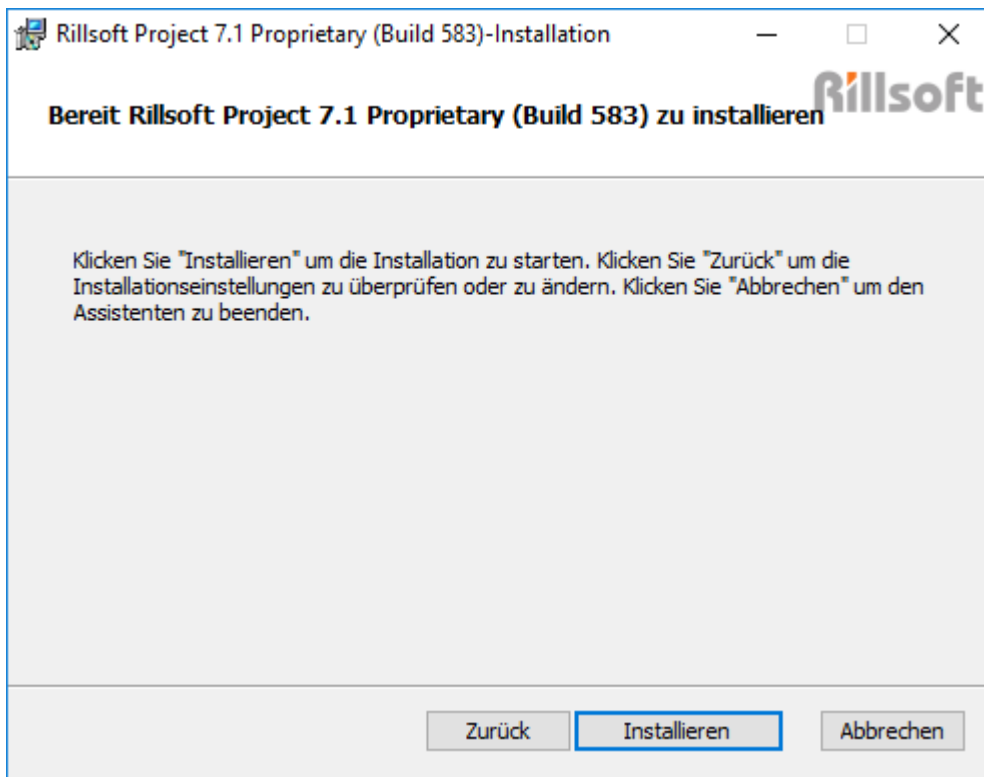 Rillsoft Project 7.1 Proprietary (Build 583)-Installation
Rillsoft
Bereit Rillsoft Project 7.1 Proprietary (Build 583) zu installieren
Klicken Sie "Installieren" um die Installation zu starten. Klicken Sie "Zurück" um die
Installationseinstellungen zu überprüfen oder zu ändern. Klicken Sie "Abbrechen" um den
Assistenten zu beenden.
Zurück Installieren Abbrechen